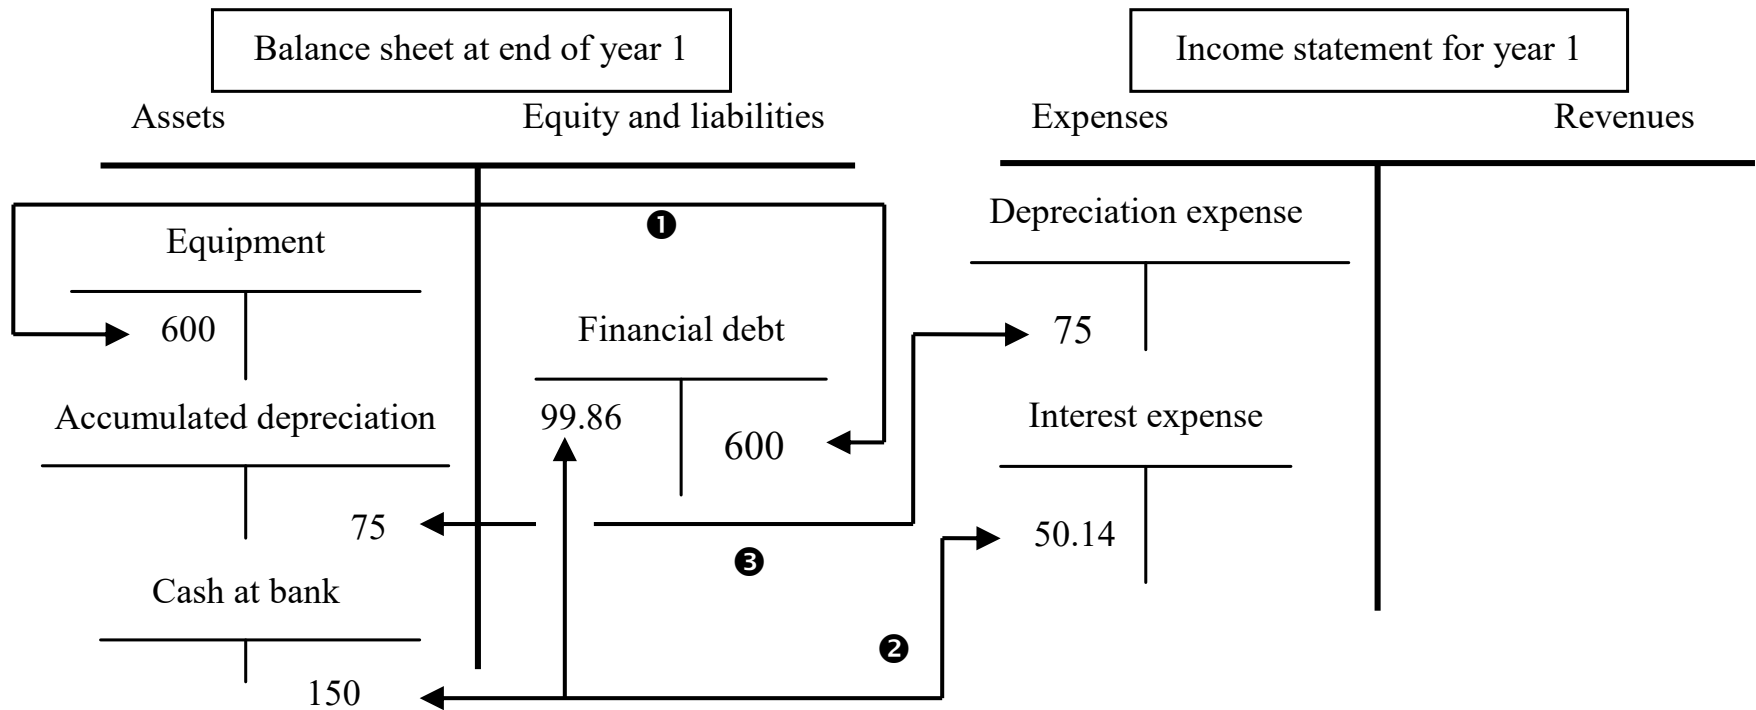 Balance sheet at end of year 1
Income statement for year 1
Assets
Equity and liabilities
Expenses
Revenues
❶
Depreciation expense
Equipment
600
Financial debt
75
Accumulated depreciation
99.86
600
Interest expense
75
50.14
❸
Cash at bank
❷
150